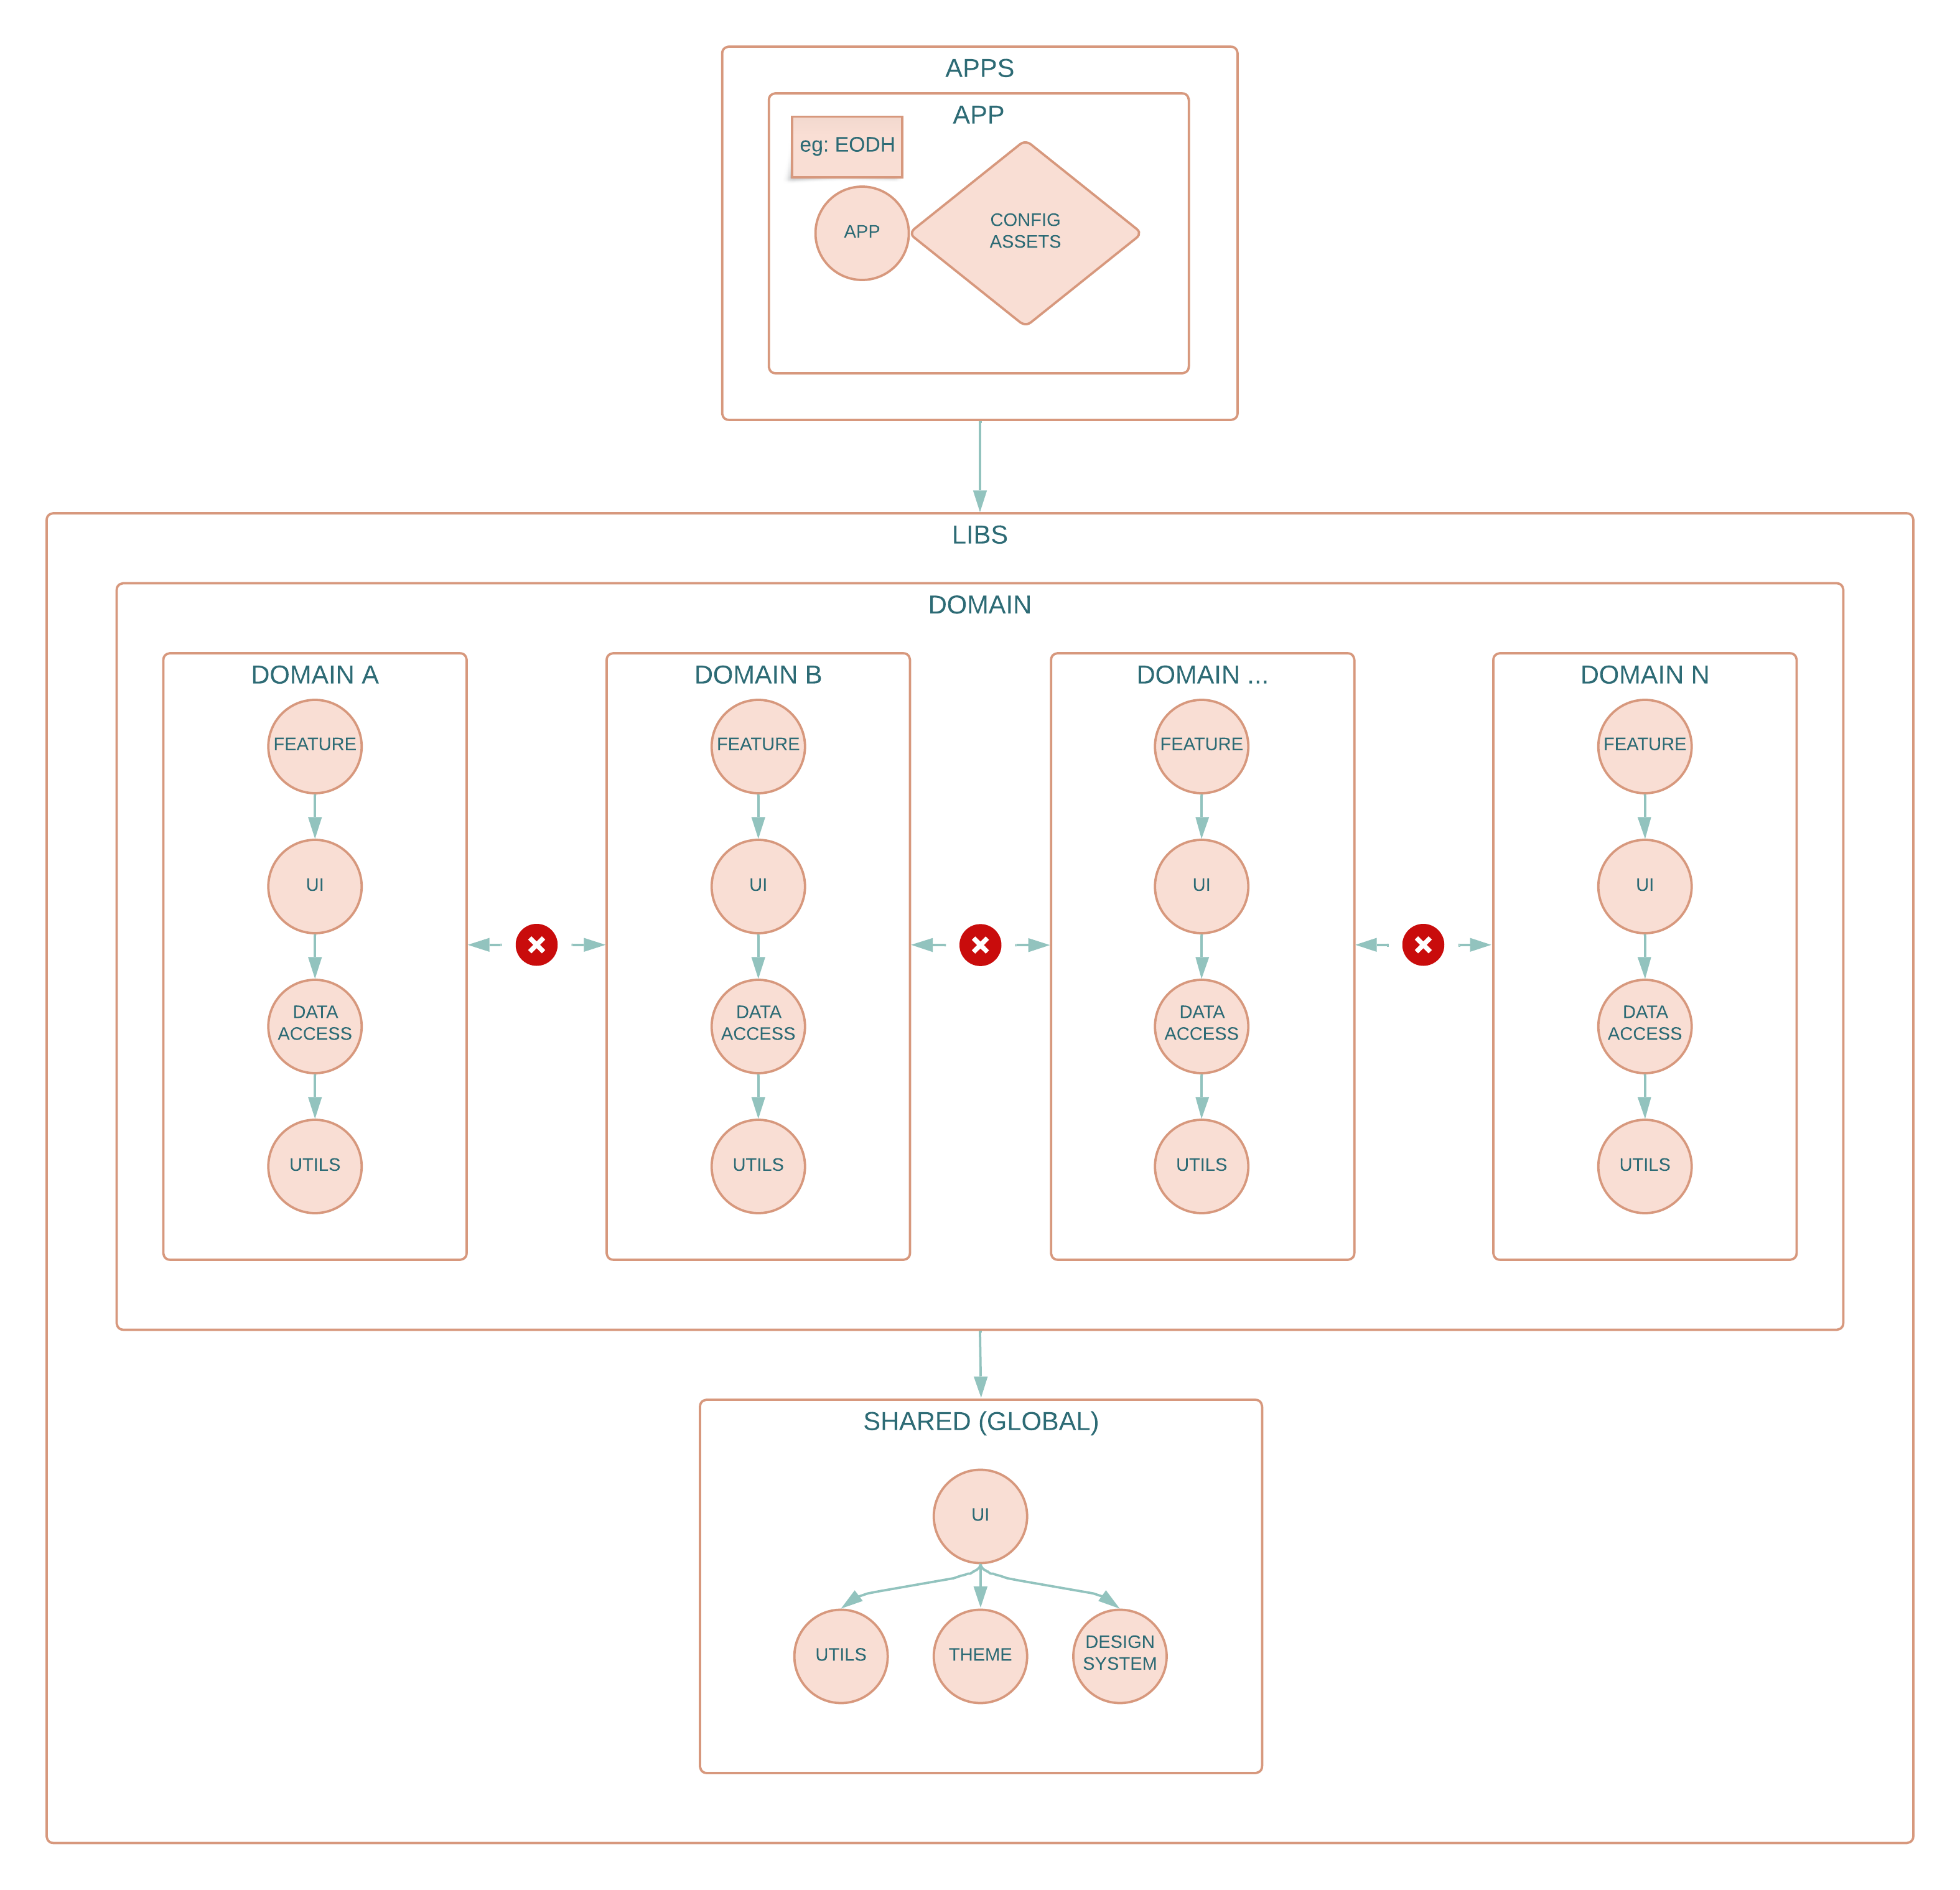 APPS
APP
eg: EODH
APP
CONFIG
ASSETS
LIBS
DOMAIN
DOMAIN A
FEATURE
UI
DATA
ACCESS
UTILS
DOMAIN B
FEATURE
UI
DATA
ACCESS
UTILS
DOMAIN ...
FEATURE
UI
DATA
ACCESS
UTILS
DOMAIN N
FEATURE
UI
DATA
ACCESS
UTILS
SHARED (GLOBAL)
UI
UTILS
THEME
DESIGN
SYSTEM